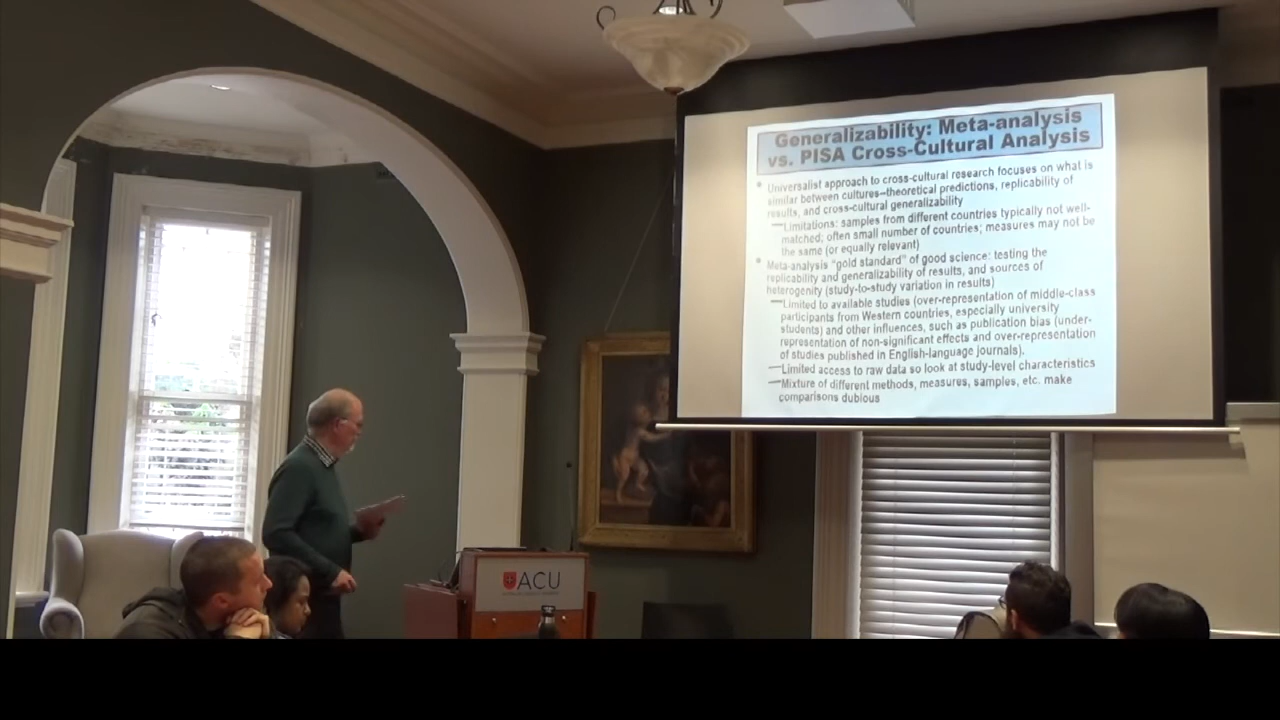 Generalizability: Meta-analysis
vs. PISA Cross-Cultural Analysis
• Universalist approach to cross-cultural research focuses on what is
similar between cultures–theoretical predictions, replicability of
results, and cross-cultural generalizability
—Limitations: samples from different countries typically not well-
matched; often small number of countries; measures may not be
the same (or equally relevant)
• Meta-analysis "gold standard" of good science: testing the
replicability and generalizability of results, and sources of
heterogenity (study-to-study variation in results)
—Limited to available studies (over-representation of middle-class
participants from Western countries, especially university
students) and other influences, such as publication bias (under-
representation of non-significant effects and over-representation
of studies published in English-language journals).
—Limited access to raw data so look at study-level characteristics
—Mixture of different methods, measures, samples, etc. make
comparisons dubious
ACU